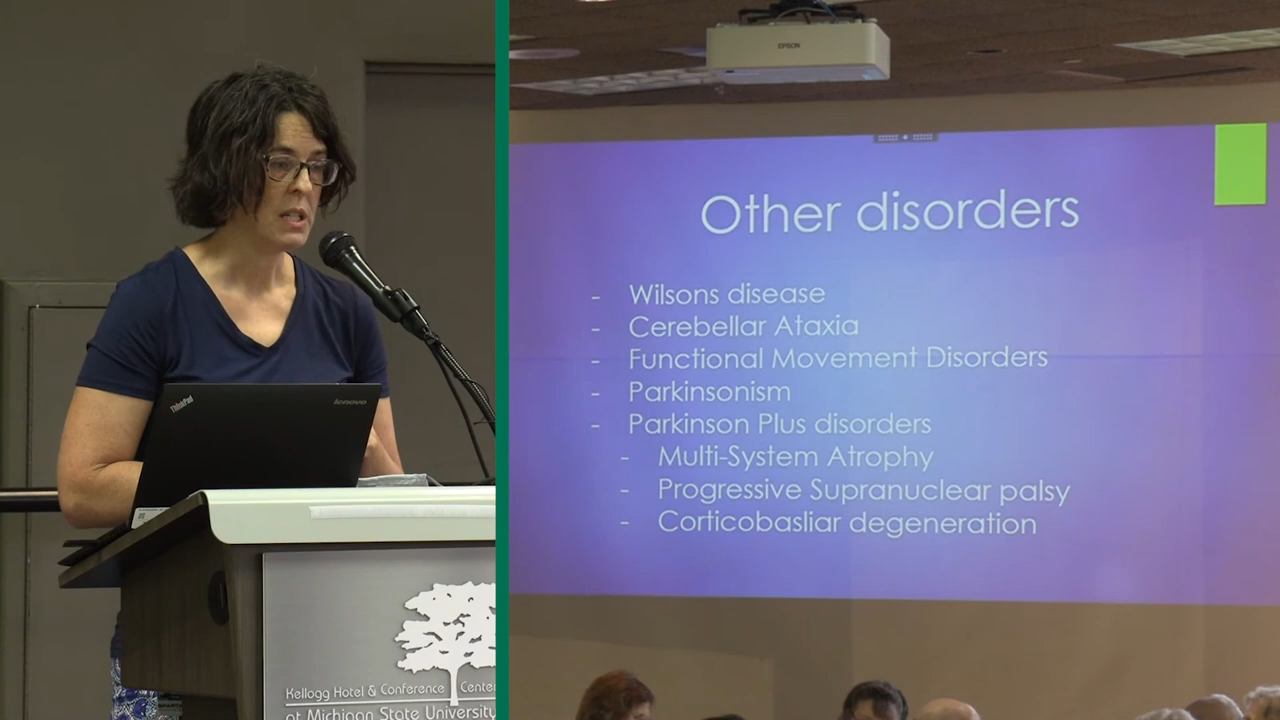 ThinkPad
lenovo
Kellogg Hotel & Conference Center
at Michigan State University
EPSON
Other disorders
- Wilsons disease
- Cerebellar Ataxia
- Functional Movement Disorders
- Parkinsonism
- Parkinson Plus disorders
- Multi-System Atrophy
- Progressive Supranuclear palsy
- Corticobasliar degeneration